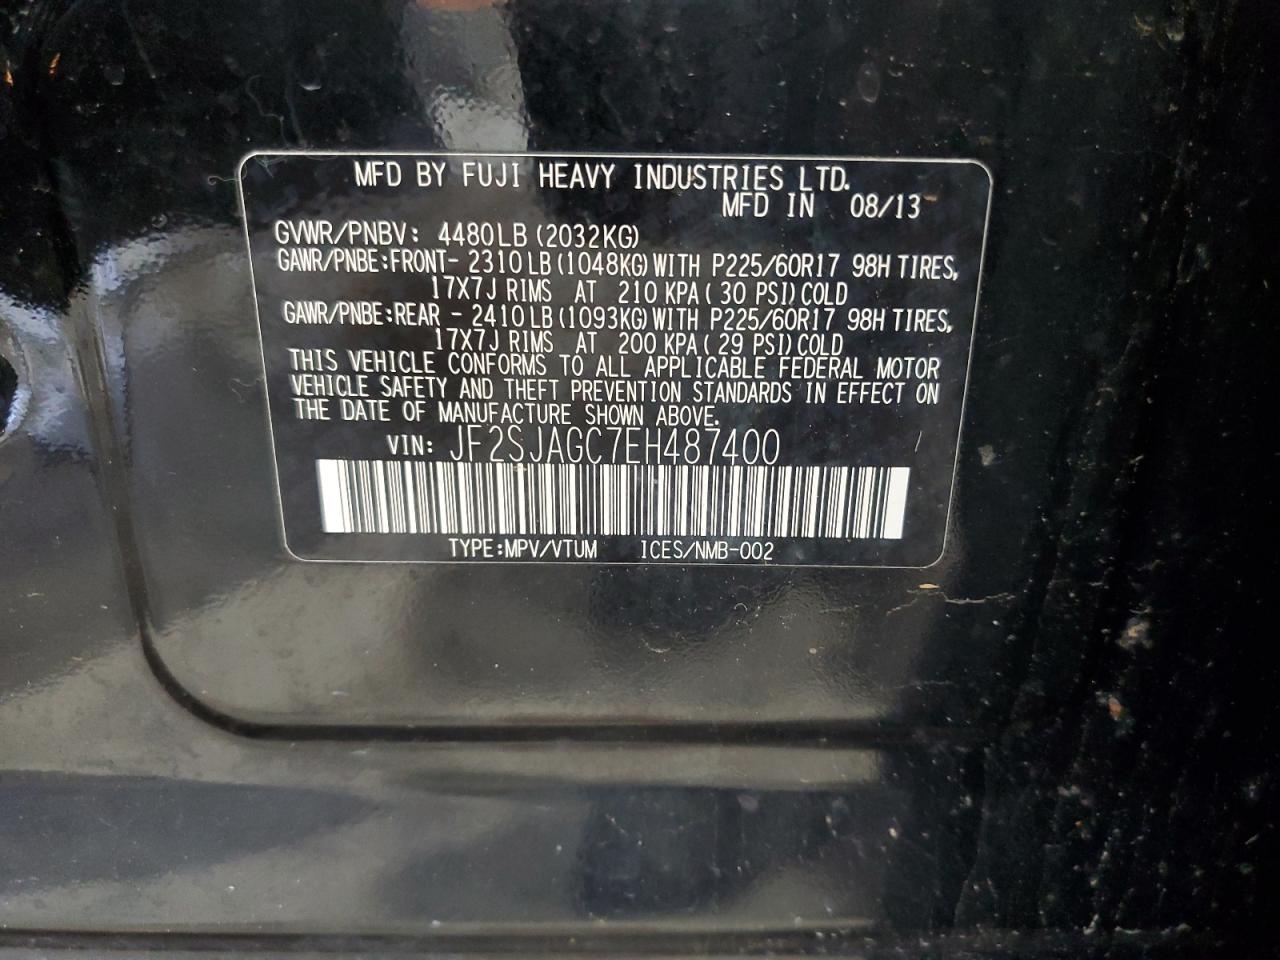 MFD BY FUJI HEAVY INDUSTRIES LTD.
MFD IN 08/13
GVWR/PNBV: 4480LB (2032KG)
GAWR/PNBE:FRONT- 2310LB (1048KG) WITH P225/60R17 98H TIRES,
17X7J RIMS AT 210 KPA ( 30 PSI) COLD
GAWR/PNBE:REAR - 2410LB (1093KG) WITH P225/60R17 98H TIRES,
17X7J RIMS AT 200 KPA ( 29 PSI) COLD
THIS VEHICLE CONFORMS TO ALL APPLICABLE FEDERAL MOTOR
VEHICLE SAFETY AND THEFT PREVENTION STANDARDS IN EFFECT ON
THE DATE OF MANUFACTURE SHOWN ABOVE.
VIN: JF2SJAGC7EH487400
TYPE:MPV/VTUM ICES/NMB-002